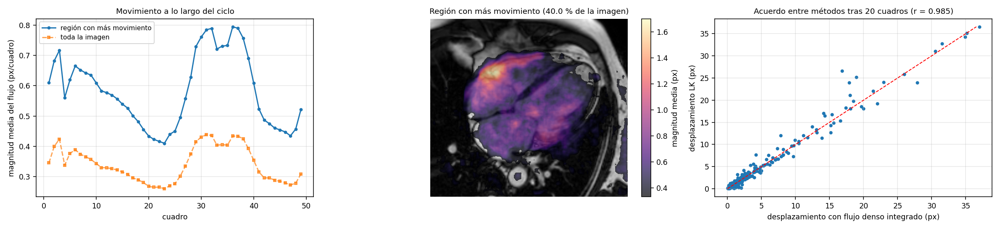 Movimiento a lo largo del ciclo
magnitud media del flujo (px/cuadro)
0.8
0.7
0.6
0.5
0.4
0.3
región con más movimiento
toda la imagen
0 10 20 30 40 50
cuadro
Región con más movimiento (40.0 % de la imagen)
1.6
1.4
1.2
1.0
0.8
0.6
0.4
magnitud media (px)
Acuerdo entre métodos tras 20 cuadros (r = 0.985)
desplazamiento LK (px)
35
30
25
20
15
10
5
0
0 5 10 15 20 25 30 35
desplazamiento con flujo denso integrado (px)